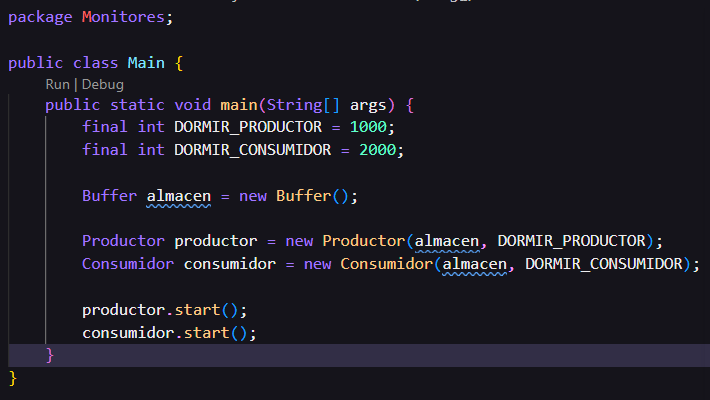 package Monitores;
public class Main {
Run | Debug
public static void main(String[] args) {
final int DORMIR_PRODUCTOR = 1000;
final int DORMIR_CONSUMIDOR = 2000;
Buffer almacen = new Buffer();
Productor productor = new Productor(almacen, DORMIR_PRODUCTOR);
Consumidor consumidor = new Consumidor(almacen, DORMIR_CONSUMIDOR);
productor.start();
consumidor.start();
}
}